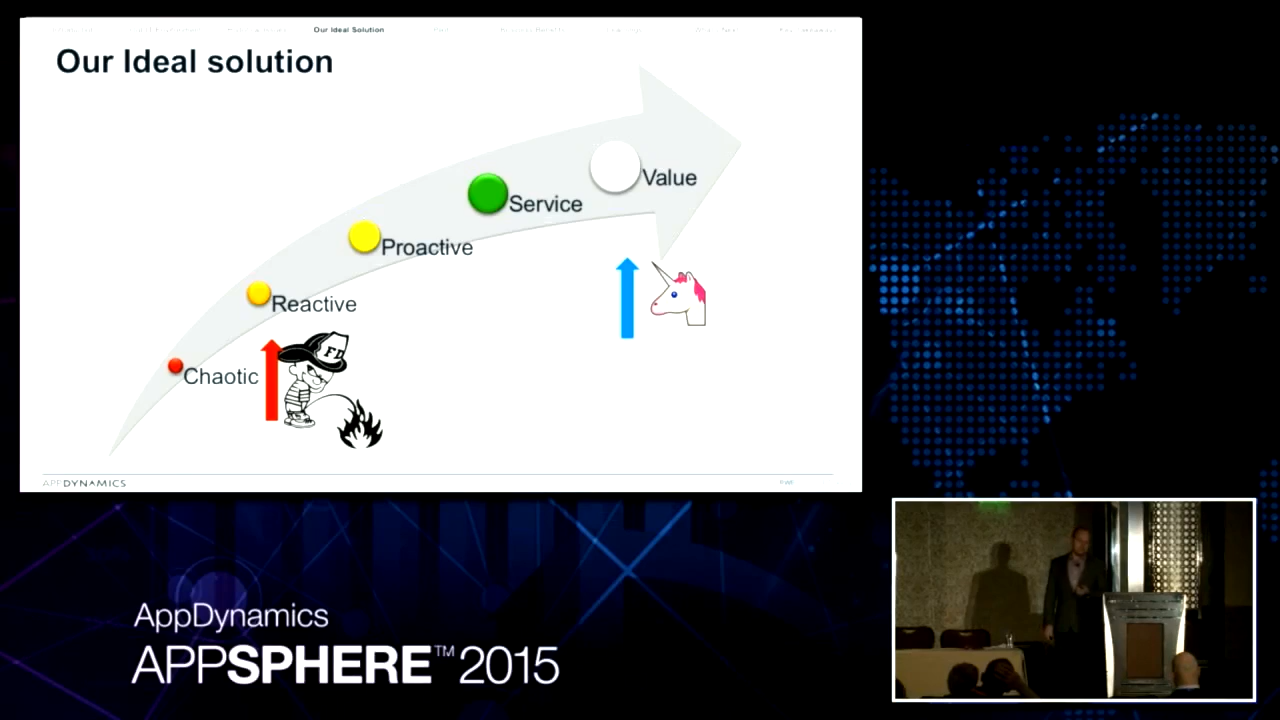 Our Ideal Solution
Our Ideal solution
Value
Service
Proactive
Reactive
FD
Chaotic
APPDYNAMICS
AppDynamics
APPSPHERE™ 2015